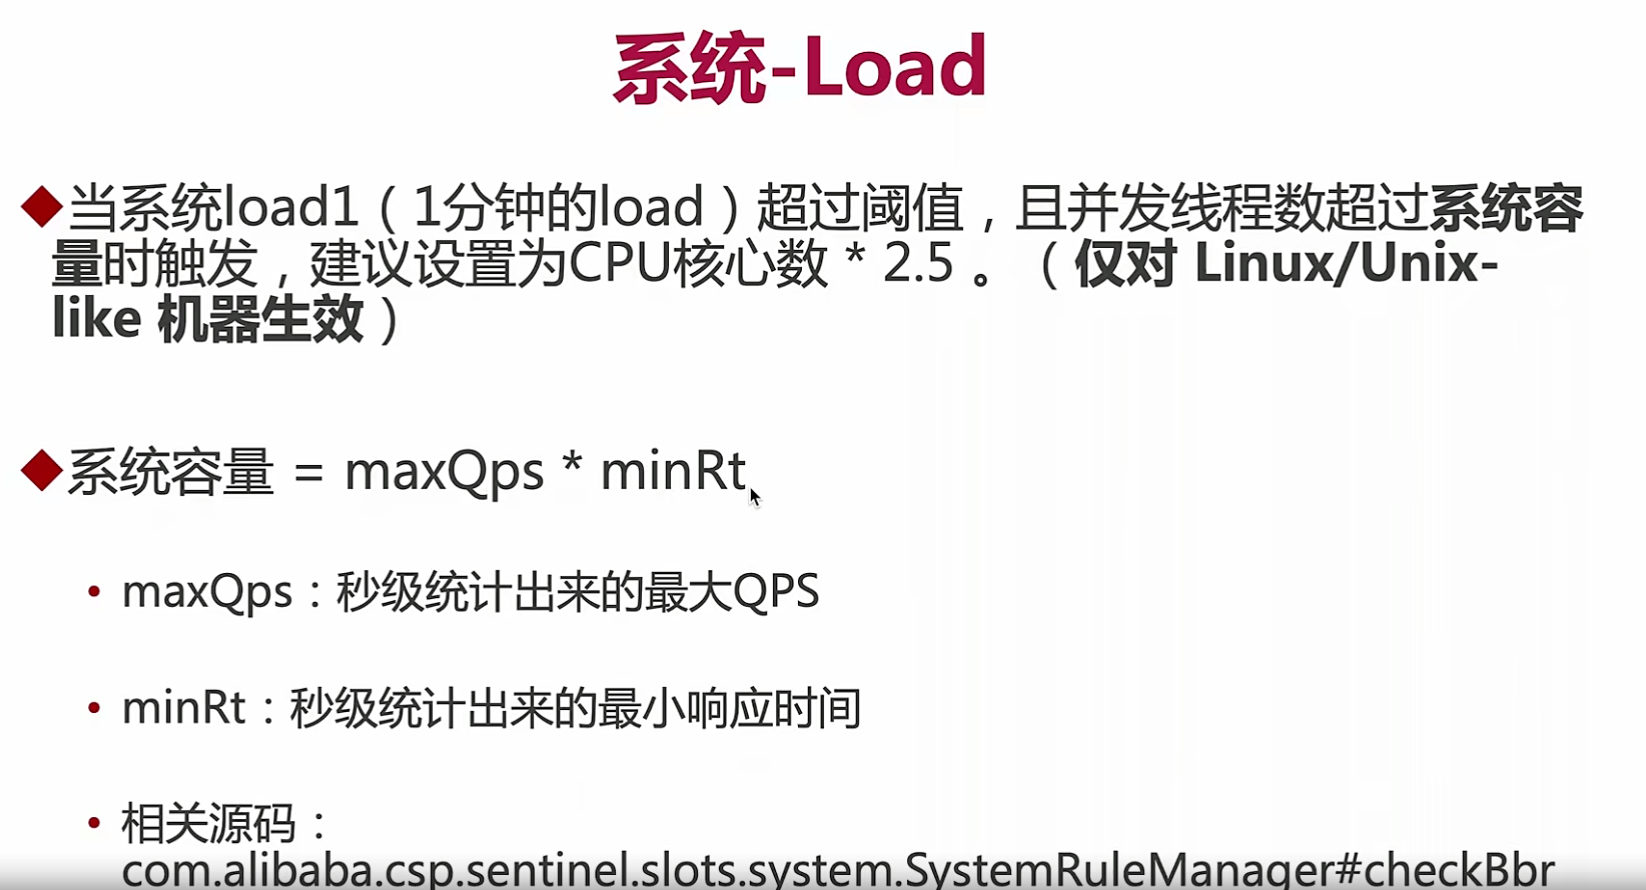 系统-Load
当系统load1（1分钟的load）超过阈值，且并发线程数超过系统容
量时触发，建议设置为CPU核心数 * 2.5 。（仅对 Linux/Unix-
like 机器生效）
系统容量 = maxQps * minRt
maxQps：秒级统计出来的最大QPS
minRt：秒级统计出来的最小响应时间
相关源码：
com.alibaba.csp.sentinel.slots.system.SystemRuleManager#checkBbr